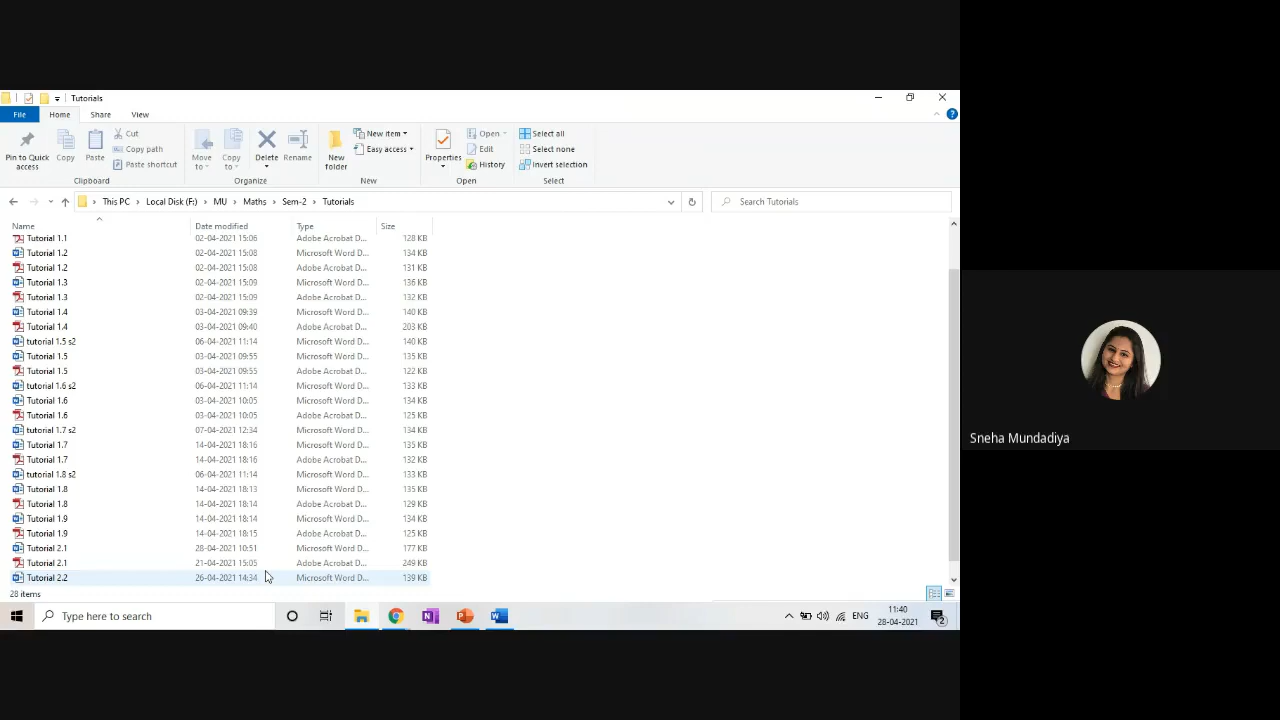 Tutorials
File Home Share View
Pin to Quick access
Copy
Paste
Cut
Copy path
Paste shortcut
Clipboard
Move to
Copy to
Delete
Rename
Organize
New folder
New item
Easy access
New
Properties
Open
Edit
History
Open
Select all
Select none
Invert selection
Select
This PC > Local Disk (F:) > MU > Maths > Sem-2 > Tutorials
Search Tutorials
Name Date modified Type Size
Tutorial 1.1 02-04-2021 15:06 Adobe Acrobat D... 128 KB
Tutorial 1.2 02-04-2021 15:08 Microsoft Word D... 134 KB
Tutorial 1.2 02-04-2021 15:08 Adobe Acrobat D... 131 KB
Tutorial 1.3 02-04-2021 15:09 Microsoft Word D... 136 KB
Tutorial 1.3 02-04-2021 15:09 Adobe Acrobat D... 132 KB
Tutorial 1.4 03-04-2021 09:39 Microsoft Word D... 140 KB
Tutorial 1.4 03-04-2021 09:40 Adobe Acrobat D... 203 KB
tutorial 1.5 s2 06-04-2021 11:14 Microsoft Word D... 140 KB
Tutorial 1.5 03-04-2021 09:55 Microsoft Word D... 135 KB
Tutorial 1.5 03-04-2021 09:55 Adobe Acrobat D... 122 KB
tutorial 1.6 s2 06-04-2021 11:14 Microsoft Word D... 133 KB
Tutorial 1.6 03-04-2021 10:05 Microsoft Word D... 134 KB
Tutorial 1.6 03-04-2021 10:05 Adobe Acrobat D... 125 KB
tutorial 1.7 s2 07-04-2021 12:34 Microsoft Word D... 134 KB
Tutorial 1.7 14-04-2021 18:16 Microsoft Word D... 135 KB
Tutorial 1.7 14-04-2021 18:16 Adobe Acrobat D... 132 KB
tutorial 1.8 s2 06-04-2021 11:14 Microsoft Word D... 133 KB
Tutorial 1.8 14-04-2021 18:13 Microsoft Word D... 135 KB
Tutorial 1.8 14-04-2021 18:14 Adobe Acrobat D... 129 KB
Tutorial 1.9 14-04-2021 18:14 Microsoft Word D... 134 KB
Tutorial 1.9 14-04-2021 18:15 Adobe Acrobat D... 125 KB
Tutorial 2.1 28-04-2021 10:51 Microsoft Word D... 177 KB
Tutorial 2.1 21-04-2021 15:05 Adobe Acrobat D... 249 KB
Tutorial 2.2 26-04-2021 14:34 Microsoft Word D... 139 KB
28 items
Type here to search
ENG
11:40
28-04-2021
2
Sneha Mundadiya